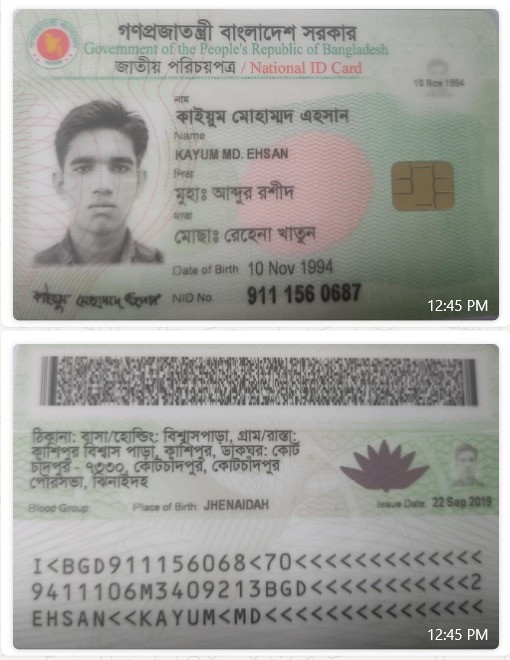 গণপ্রজাতন্ত্রী বাংলাদেশ সরকার
Government of the People's Republic of Bangladesh
জাতীয় পরিচয়পত্র / National ID Card
10 Nov 1994
নাম
কাইয়ুম মোহাম্মদ এহসান
Name
KAYUM MD. EHSAN
পিতা
মুহাঃ আব্দুর রশীদ
মাতা
মোছাঃ রেহেনা খাতুন
Date of Birth 10 Nov 1994
কাইয়ুম মোহাম্মদ এহসান
NID No. 911 156 0687
12:45 PM
ঠিকানা: বাসা/হোল্ডিং: বিশ্বাসপাড়া, গ্রাম/রাস্তা:
কাশিপুর বিশ্বাস পাড়া, কাশিপুর, ডাকঘর: কোট
চাঁদপুর - ৭৩৩০, কোটচাঁদপুর, কোটচাঁদপুর
পৌরসভা, ঝিনাইদহ
Blood Group Place of Birth: JHENAIDAH Issue Date: 22 Sep 2019
I<BGD911156068<70<<<<<<<<<<<<<
9411106M3409213BGD<<<<<<<<<<<2
EHSAN<<KAYUM<MD<<<<<<<<<<<<<<<
12:45 PM